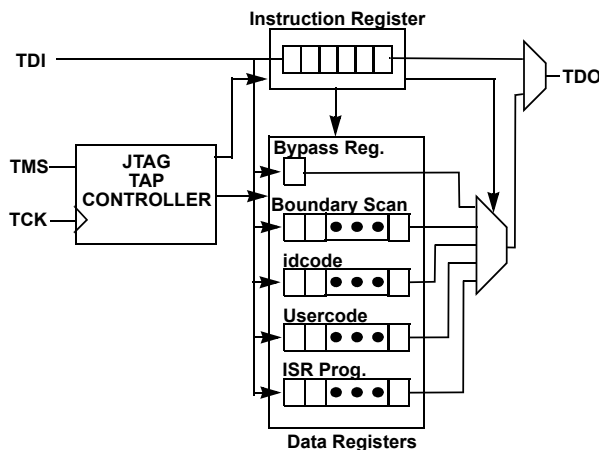 Instruction Register
TDI
TDO
Bypass Reg.
TMS
JTAG
TAP
CONTROLLER
TCK
Boundary Scan
idcode
Usercode
ISR Prog.
Data Registers